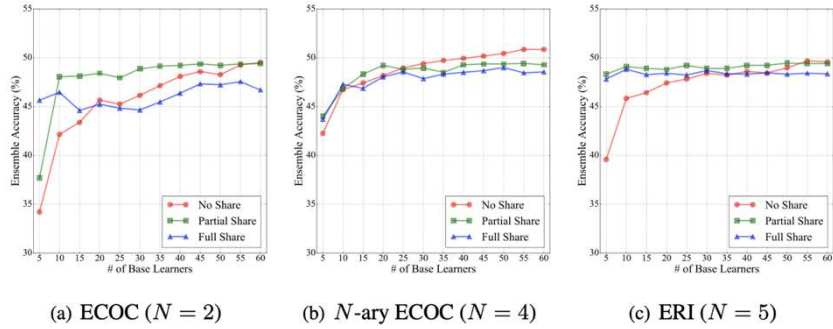 55
50
45
40
35
30
Ensemble Accuracy (%)
No Share
Partial Share
Full Share
5 10 15 20 25 30 35 40 45 50 55 60
# of Base Learners
(a) ECOC (N = 2)
55
50
45
40
35
30
Ensemble Accuracy (%)
No Share
Partial Share
Full Share
5 10 15 20 25 30 35 40 45 50 55 60
# of Base Learners
(b) N-ary ECOC (N = 4)
55
50
45
40
35
30
Ensemble Accuracy (%)
No Share
Partial Share
Full Share
5 10 15 20 25 30 35 40 45 50 55 60
# of Base Learners
(c) ERI (N = 5)